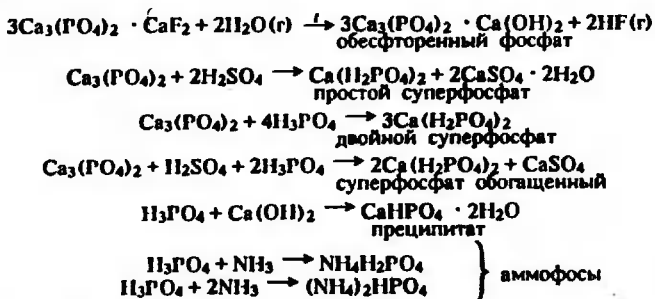 3Ca₃(PO₄)₂ · CaF₂ + 2H₂O(г) —t→ 3Ca₃(PO₄)₂ · Ca(OH)₂ + 2HF(г)
обесфторенный фосфат
Ca₃(PO₄)₂ + 2H₂SO₄ → Ca(H₂PO₄)₂ + 2CaSO₄ · 2H₂O
простой суперфосфат
Ca₃(PO₄)₂ + 4H₃PO₄ → 3Ca(H₂PO₄)₂
двойной суперфосфат
Ca₃(PO₄)₂ + H₂SO₄ + 2H₃PO₄ → 2Ca(H₂PO₄)₂ + CaSO₄
суперфосфат обогащенный
H₃PO₄ + Ca(OH)₂ → CaHPO₄ · 2H₂O
преципитат
H₃PO₄ + NH₃ → NH₄H₂PO₄
H₃PO₄ + 2NH₃ → (NH₄)₂HPO₄ } аммофосы